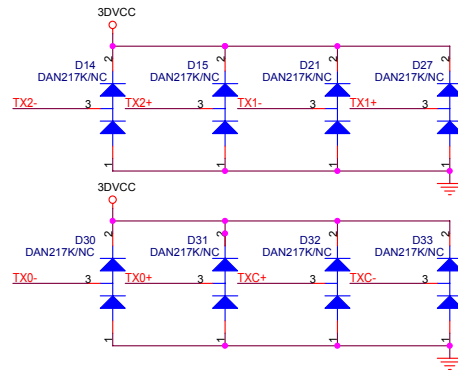 3DVCC
D14 D15 D21 D27
DAN217K/NC DAN217K/NC DAN217K/NC DAN217K/NC
2 2 2 2
TX2- 3 TX2+ 3 TX1- 3 TX1+ 3
1 1 1 1
3DVCC
D30 D31 D32 D33
DAN217K/NC DAN217K/NC DAN217K/NC DAN217K/NC
2 2 2 2
TX0- 3 TX0+ 3 TXC+ 3 TXC- 3
1 1 1 1